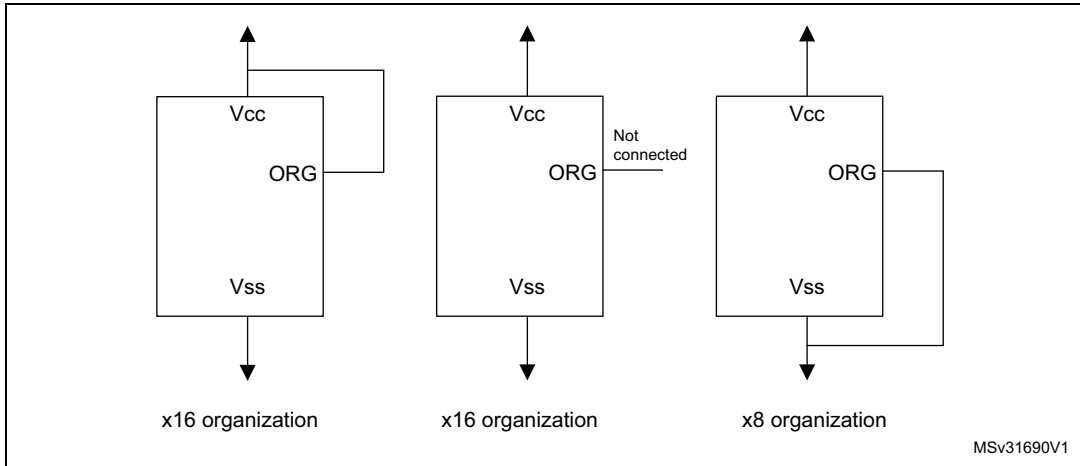 Vcc
Vcc
Vcc
Not
connected
ORG
ORG
ORG
Vss
Vss
Vss
x16 organization
x16 organization
x8 organization
MSv31690V1